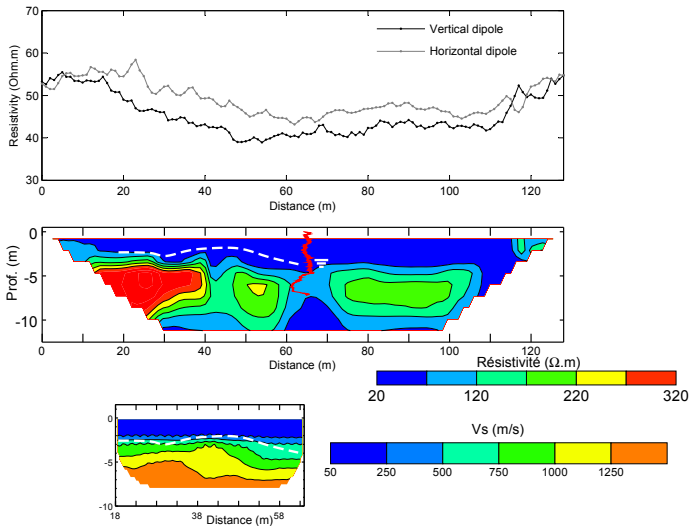 70
60
50
40
30
Resistivity (Ohm.m)
Vertical dipole
Horizontal dipole
0 20 40 60 80 100 120
Distance (m)
0
-5
-10
Prof. (m)
0 20 40 60 80 100 120
Distance (m)
Résistivité (Ω.m)
20 120 220 320
0
-5
-10
18 38 58
Distance (m)
Vs (m/s)
50 250 500 750 1000 1250